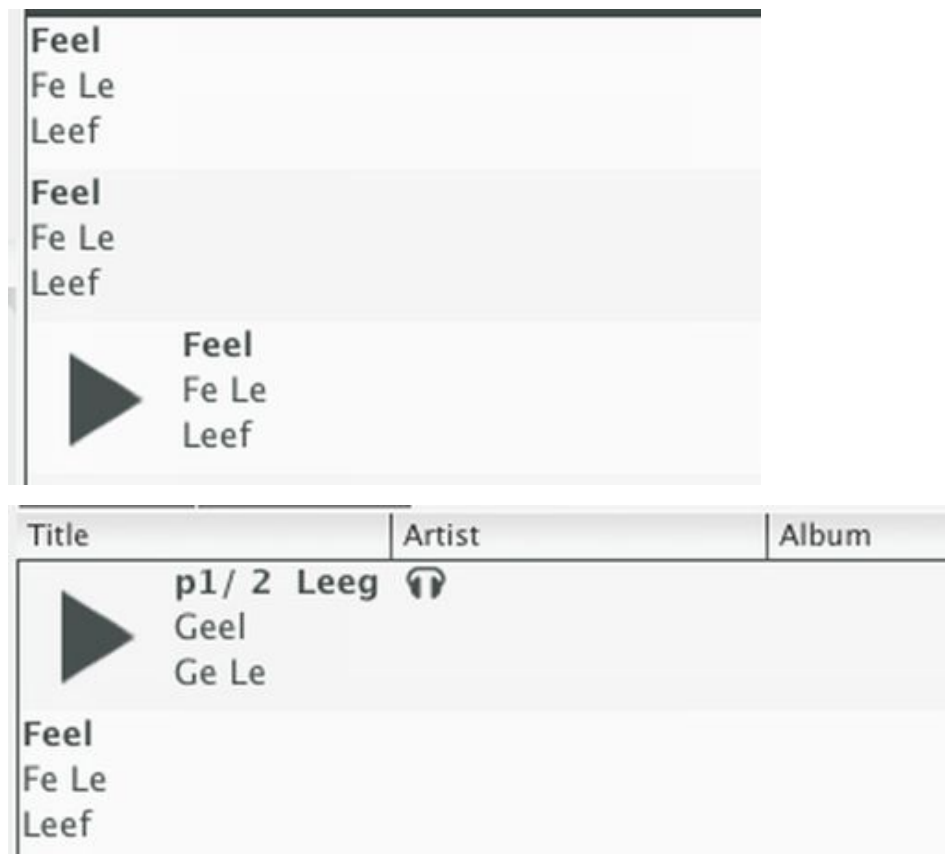 Feel
Fe Le
Leef
Feel
Fe Le
Leef
Feel
Fe Le
Leef
Title Artist Album
p1/ 2 Leeg
Geel
Ge Le
Feel
Fe Le
Leef